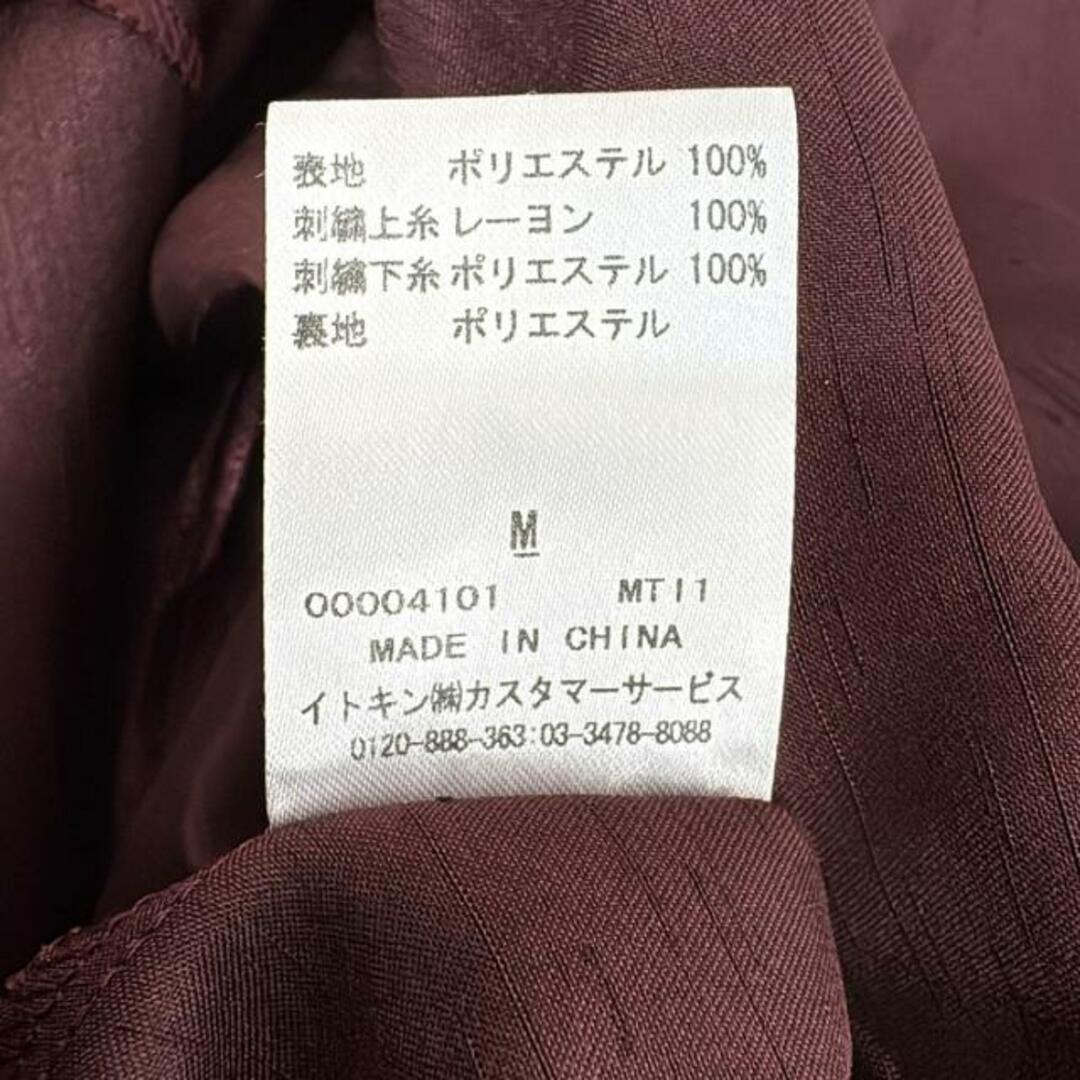 表地 ポリエステル 100%
刺繍上糸 レーヨン 100%
刺繍下糸 ポリエステル 100%
裏地 ポリエステル
M
00004101 MT11
MADE IN CHINA
イトキン㈱カスタマーサービス
0120-888-363:03-3478-8088